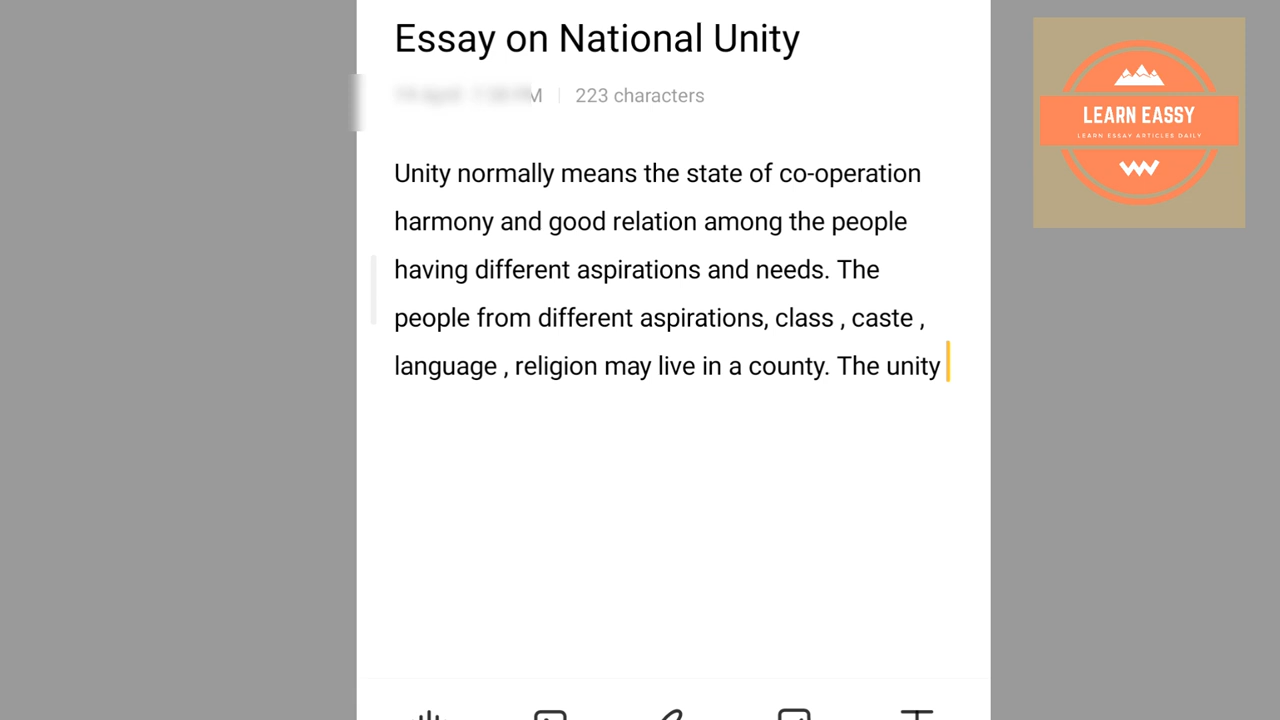 Essay on National Unity
223 characters
LEARN EASSY
LEARN ESSAY ARTICLES DAILY
Unity normally means the state of co-operation
harmony and good relation among the people
having different aspirations and needs. The
people from different aspirations, class , caste ,
language , religion may live in a county. The unity